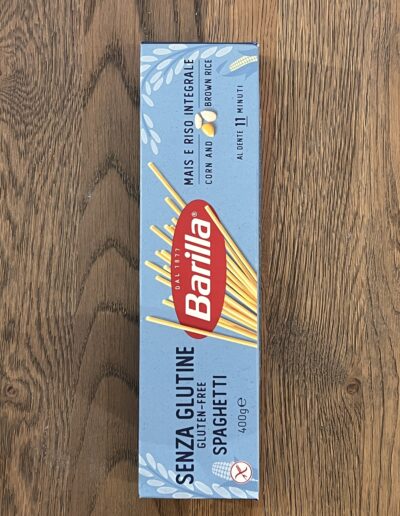 SENZA GLUTINE
GLUTEN-FREE
SPAGHETTI
400g℮
DAL 1877
Barilla®
MAIS E RISO INTEGRALE
CORN AND BROWN RICE
AL DENTE 11 MINUTI